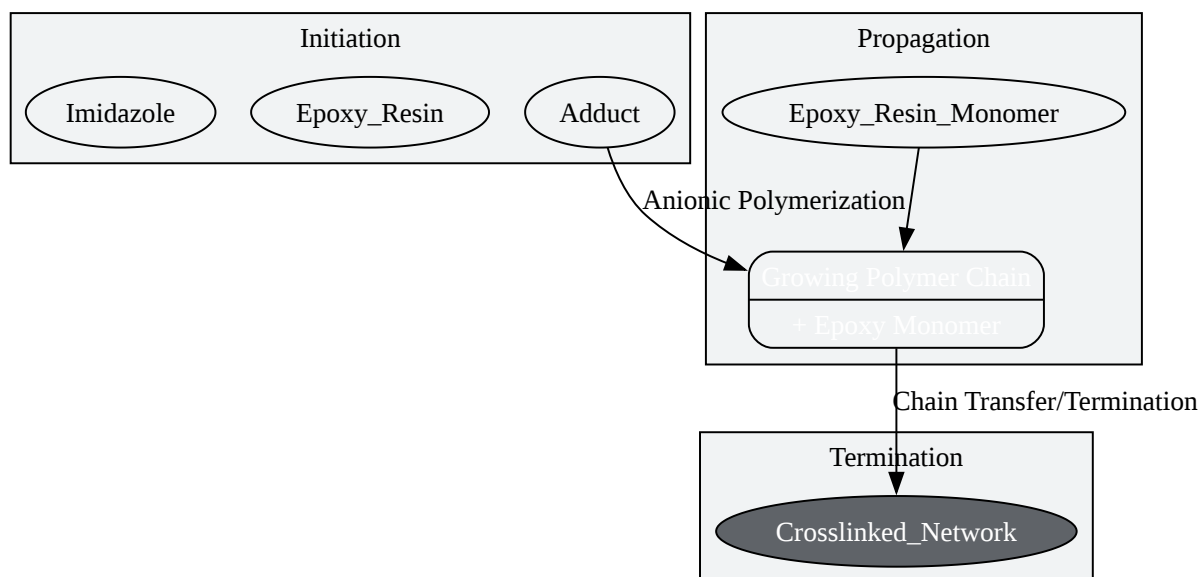 Initiation
Imidazole
Epoxy_Resin
Adduct
Propagation
Epoxy_Resin_Monomer
Anionic Polymerization
Growing Polymer Chain
+ Epoxy Monomer
Chain Transfer/Termination
Termination
Crosslinked_Network